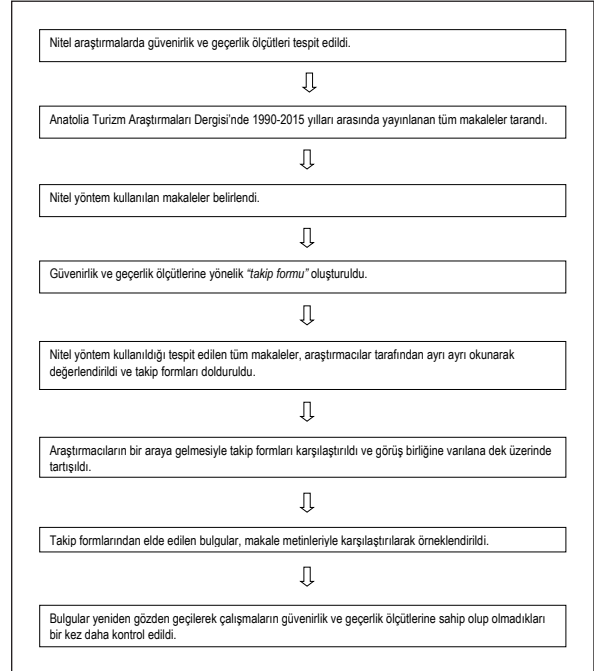 Nitel araştırmalarda güvenirlik ve geçerlik ölçütleri tespit edildi.
Anatolia Turizm Araştırmaları Dergisi'nde 1990-2015 yılları arasında yayınlanan tüm makaleler tarandı.
Nitel yöntem kullanılan makaleler belirlendi.
Güvenirlik ve geçerlik ölçütlerine yönelik "takip formu" oluşturuldu.
Nitel yöntem kullanıldığı tespit edilen tüm makaleler, araştırmacılar tarafından ayrı ayrı okunarak
değerlendirildi ve takip formları dolduruldu.
Araştırmacıların bir araya gelmesiyle takip formları karşılaştırıldı ve görüş birliğine varılana dek üzerinde
tartışıldı.
Takip formlarından elde edilen bulgular, makale metinleriyle karşılaştırılarak örneklendirildi.
Bulgular yeniden gözden geçilerek çalışmaların güvenirlik ve geçerlik ölçütlerine sahip olup olmadıkları
bir kez daha kontrol edildi.